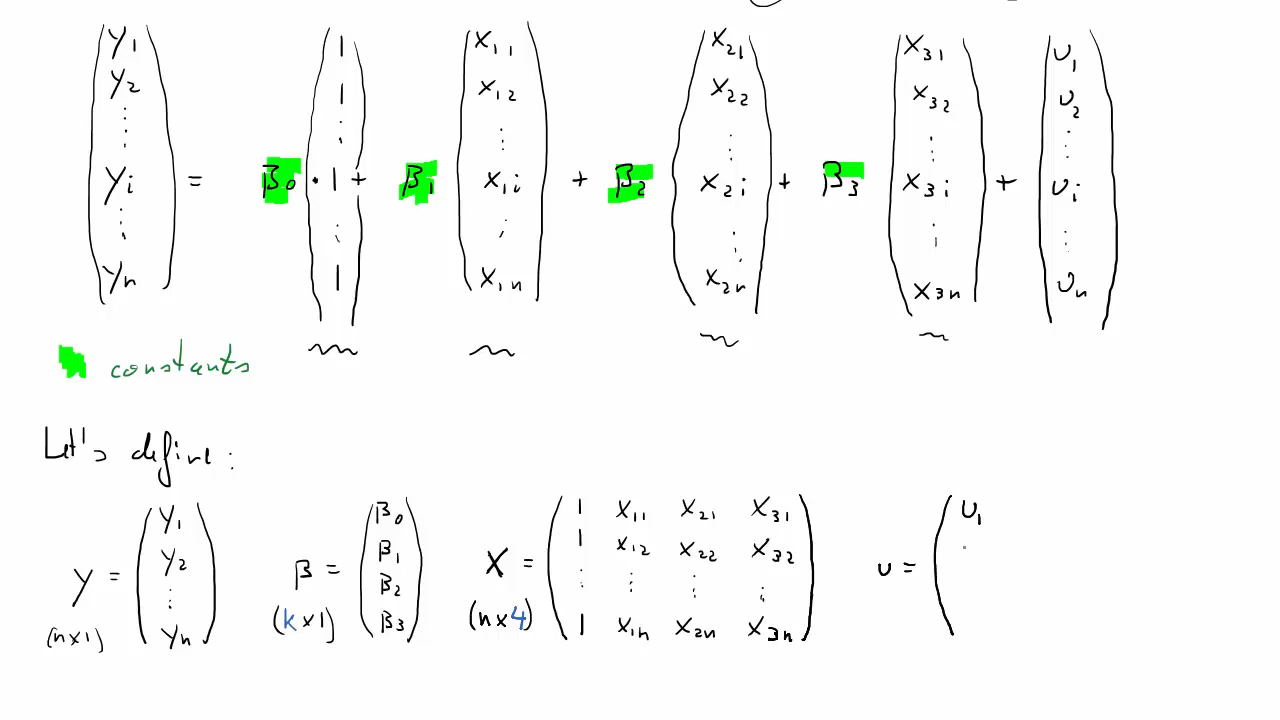 y1 1 x11 x21 x31 u1
y2 1 x12 x22 x32 u2
⋮ ⋮ ⋮ ⋮ ⋮ ⋮
yi = β0 · 1 + β1 x1i + β2 x2i + β3 x3i + ui
⋮ ⋮ ⋮ ⋮ ⋮ ⋮
yn 1 x1n x2n x3n un
constants
Let's define:
y1 β0 1 x11 x21 x31 u1
y2 β1 1 x12 x22 x32
y = ⋮ β = β2 X = ⋮ ⋮ ⋮ ⋮ u =
(n×1) yn (k×1) β3 (n×4) 1 x1n x2n x3n